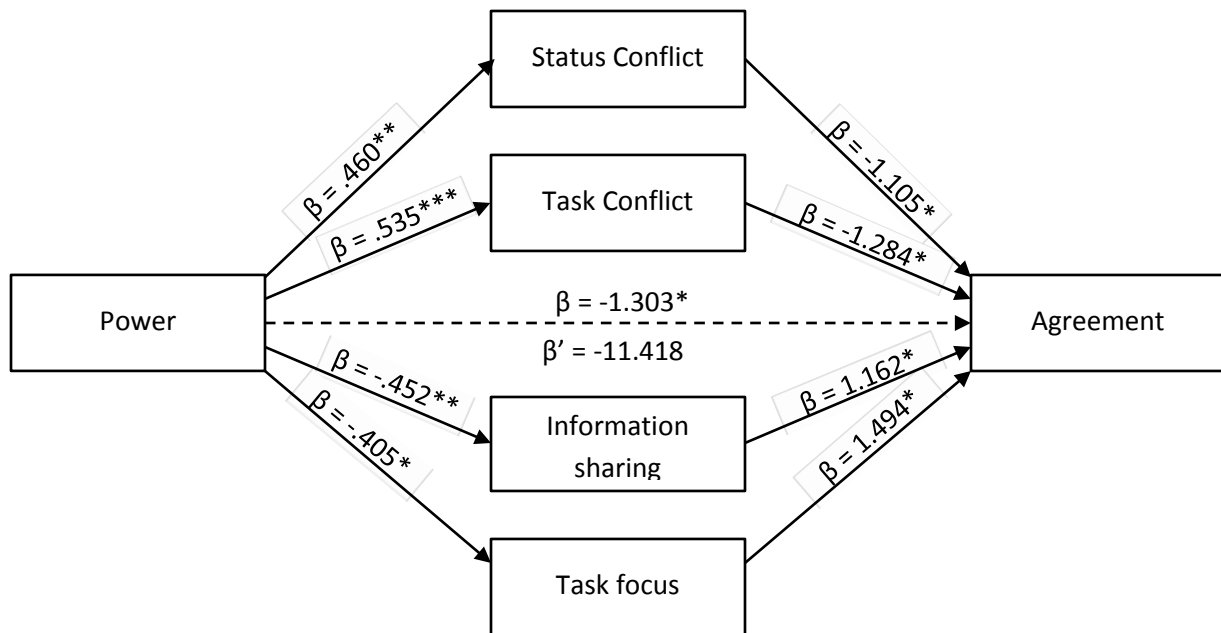 Status Conflict
β = .460**
β = -1.105*
Task Conflict
β = .535***
β = -1.284*
Power
β = -1.303*
β’ = -11.418
Agreement
β = -.452**
β = 1.162*
β = -.405*
Information
sharing
β = 1.494*
Task focus